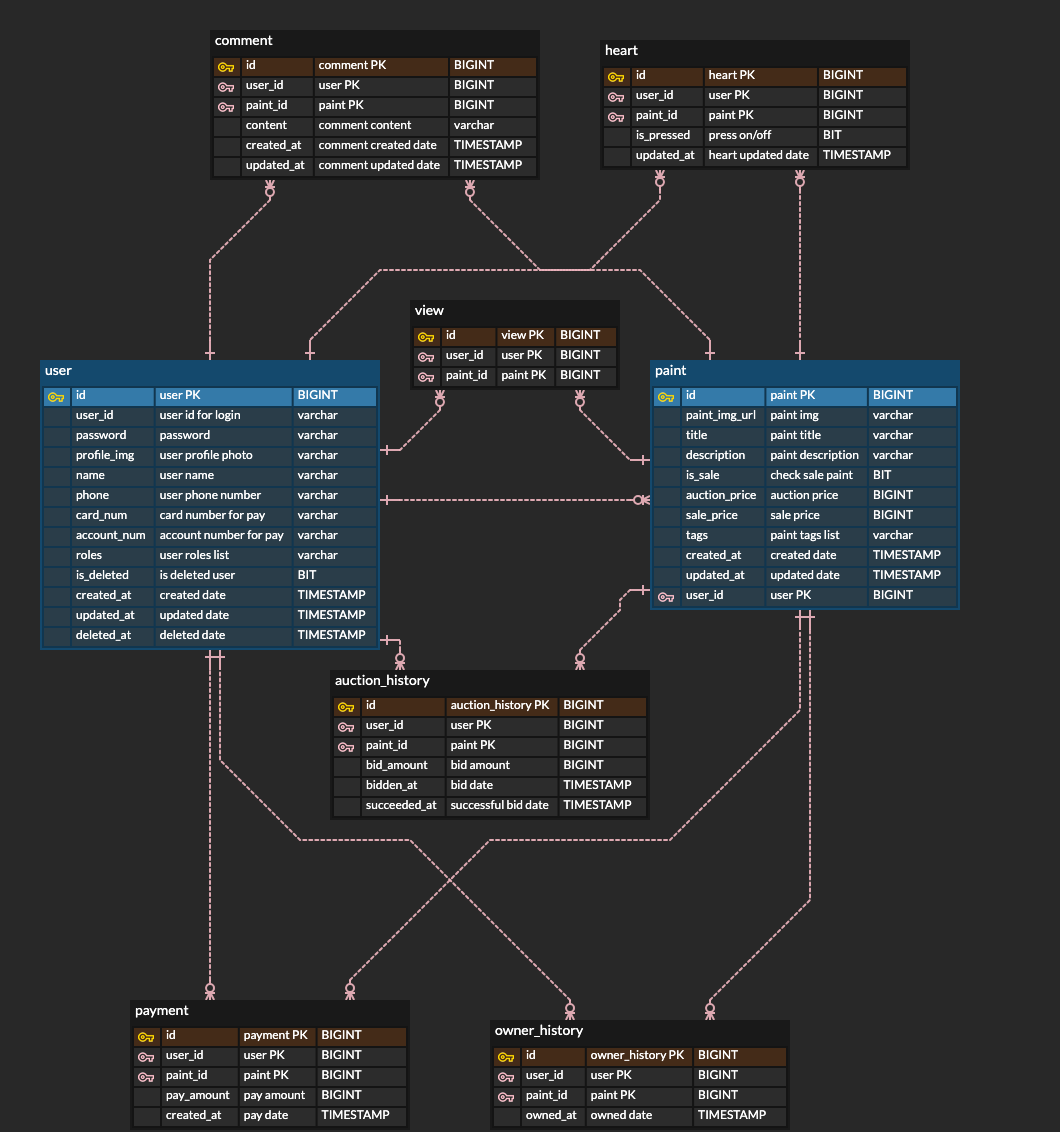 comment
id comment PK BIGINT
user_id user PK BIGINT
paint_id paint PK BIGINT
content comment content varchar
created_at comment created date TIMESTAMP
updated_at comment updated date TIMESTAMP
heart
id heart PK BIGINT
user_id user PK BIGINT
paint_id paint PK BIGINT
is_pressed press on/off BIT
updated_at heart updated date TIMESTAMP
view
id view PK BIGINT
user_id user PK BIGINT
paint_id paint PK BIGINT
user
id user PK BIGINT
user_id user id for login varchar
password password varchar
profile_img user profile photo varchar
name user name varchar
phone user phone number varchar
card_num card number for pay varchar
account_num account number for pay varchar
roles user roles list varchar
is_deleted is deleted user BIT
created_at created date TIMESTAMP
updated_at updated date TIMESTAMP
deleted_at deleted date TIMESTAMP
paint
id paint PK BIGINT
paint_img_url paint img varchar
title paint title varchar
description paint description varchar
is_sale check sale paint BIT
auction_price auction price BIGINT
sale_price sale price BIGINT
tags paint tags list varchar
created_at created date TIMESTAMP
updated_at updated date TIMESTAMP
user_id user PK BIGINT
auction_history
id auction_history PK BIGINT
user_id user PK BIGINT
paint_id paint PK BIGINT
bid_amount bid amount BIGINT
bidden_at bid date TIMESTAMP
succeeded_at successful bid date TIMESTAMP
payment
id payment PK BIGINT
user_id user PK BIGINT
paint_id paint PK BIGINT
pay_amount pay amount BIGINT
created_at pay date TIMESTAMP
owner_history
id owner_history PK BIGINT
user_id user PK BIGINT
paint_id paint PK BIGINT
owned_at owned date TIMESTAMP